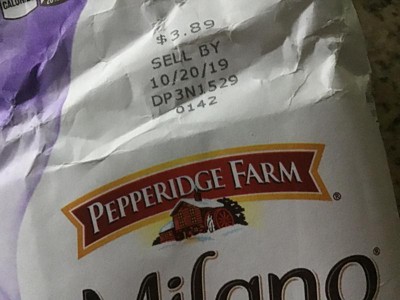 $3.89
SELL BY
10/20/19
DP3N1529
0142
PEPPERIDGE FARM
®
Milano®